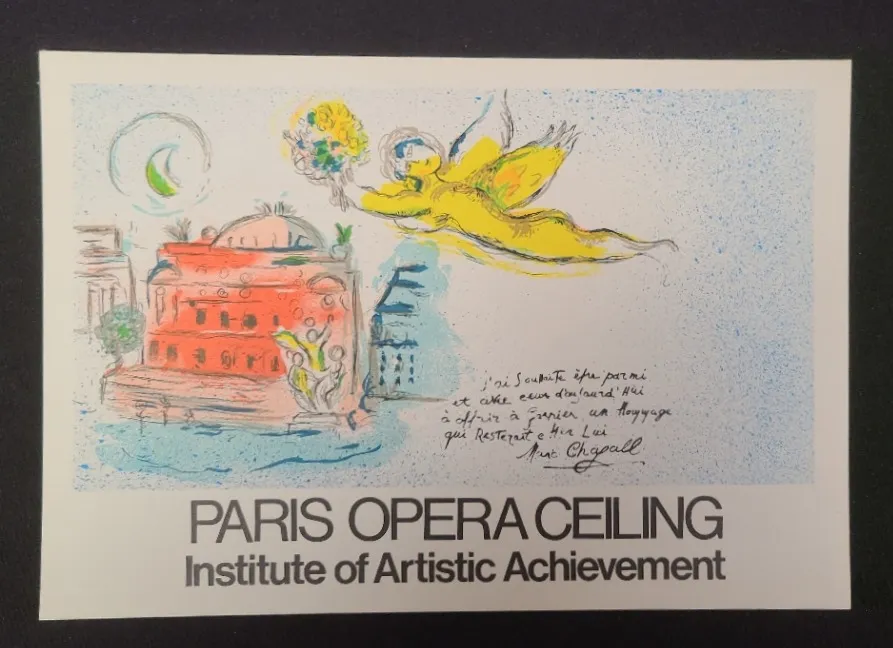 j'ai Souhaité être parmi
et avec ceux d'aujourd'Hui
à offrir à Garnier, un Hommage
qui Resterait chez Lui
Marc Chagall
PARIS OPERA CEILING
Institute of Artistic Achievement